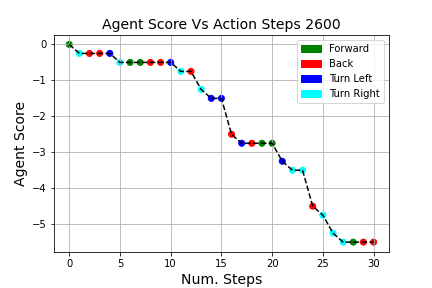 Agent Score Vs Action Steps 2600
Agent Score
0
−1
−2
−3
−4
−5
Forward
Back
Turn Left
Turn Right
0 5 10 15 20 25 30
Num. Steps